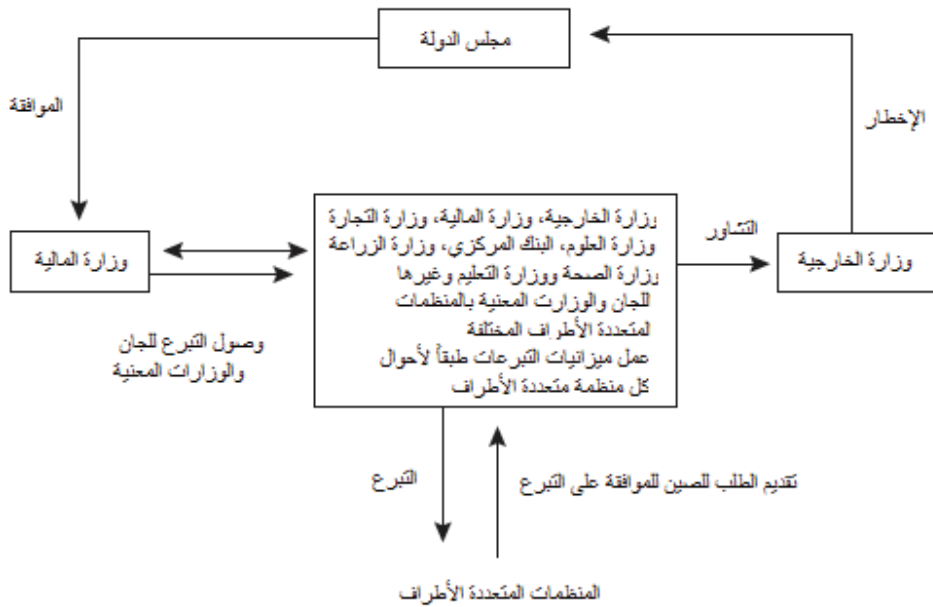 مجلس الدولة
الموافقة
الإخطار
وزارة الخارجية، وزارة المالية، وزارة التجارة
وزارة العلوم، البنك المركزي، وزارة الزراعة
وزارة الصحة ووزارة التعليم وغيرها
للجان والوزارت المعنية بالمنظمات
المتعددة الأطراف المختلفة
عمل ميزانيات التبرعات طبقاً لأحوال
كل منظمة متعددة الأطراف
التشاور
وزارة الخارجية
وزارة المالية
وصول التبرع للجان
والوزارات المعنية
التبرع
تقديم الطلب للصين للموافقة على التبرع
المنظمات المتعددة الأطراف